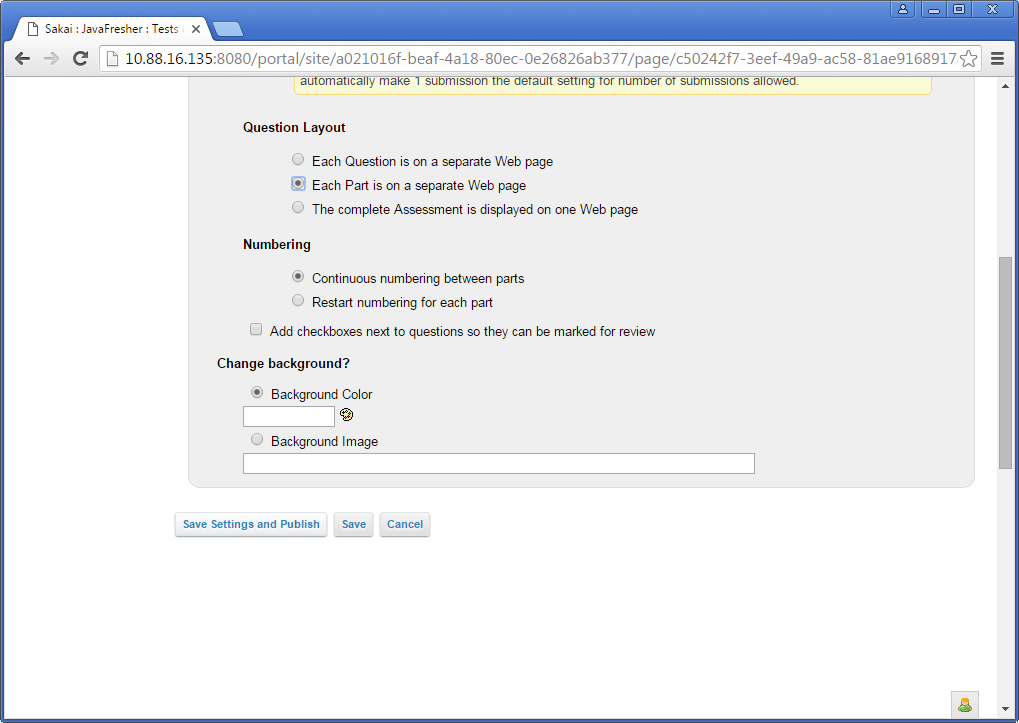 Sakai : JavaFresher : Tests
10.88.16.135:8080/portal/site/a021016f-beaf-4a18-80ec-0e26826ab377/page/c50242f7-3eef-49a9-ac58-81ae9168917
automatically make 1 submission the default setting for number of submissions allowed.
Question Layout
Each Question is on a separate Web page
Each Part is on a separate Web page
The complete Assessment is displayed on one Web page
Numbering
Continuous numbering between parts
Restart numbering for each part
Add checkboxes next to questions so they can be marked for review
Change background?
Background Color
Background Image
Save Settings and Publish Save Cancel